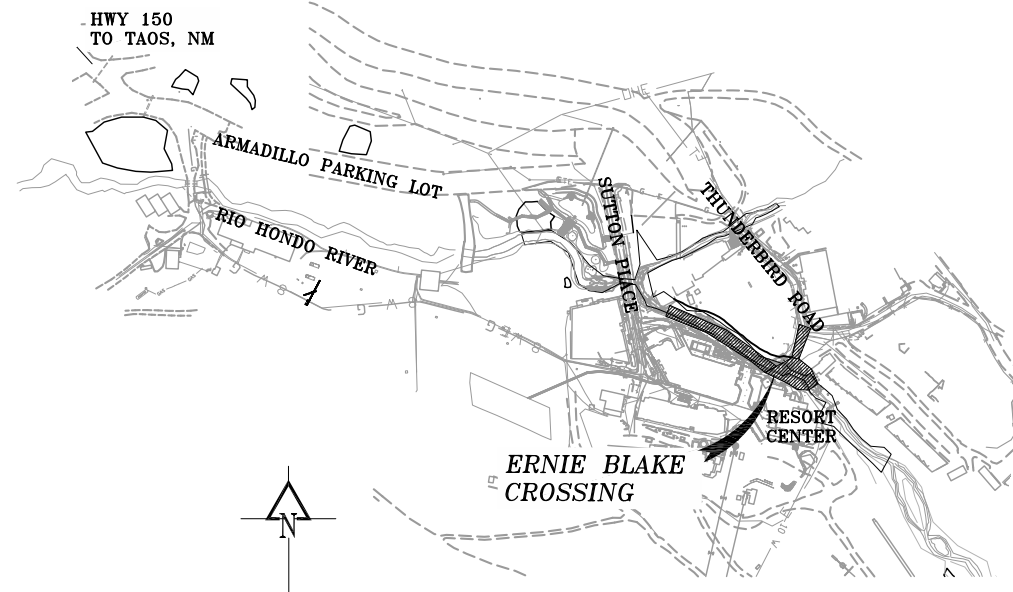 HWY 150
TO TAOS, NM
ARMADILLO PARKING LOT
RIO HONDO RIVER
SUTTON PLACE
THUNDERBIRD ROAD
OHE
RESORT
CENTER
ERNIE BLAKE
CROSSING
N